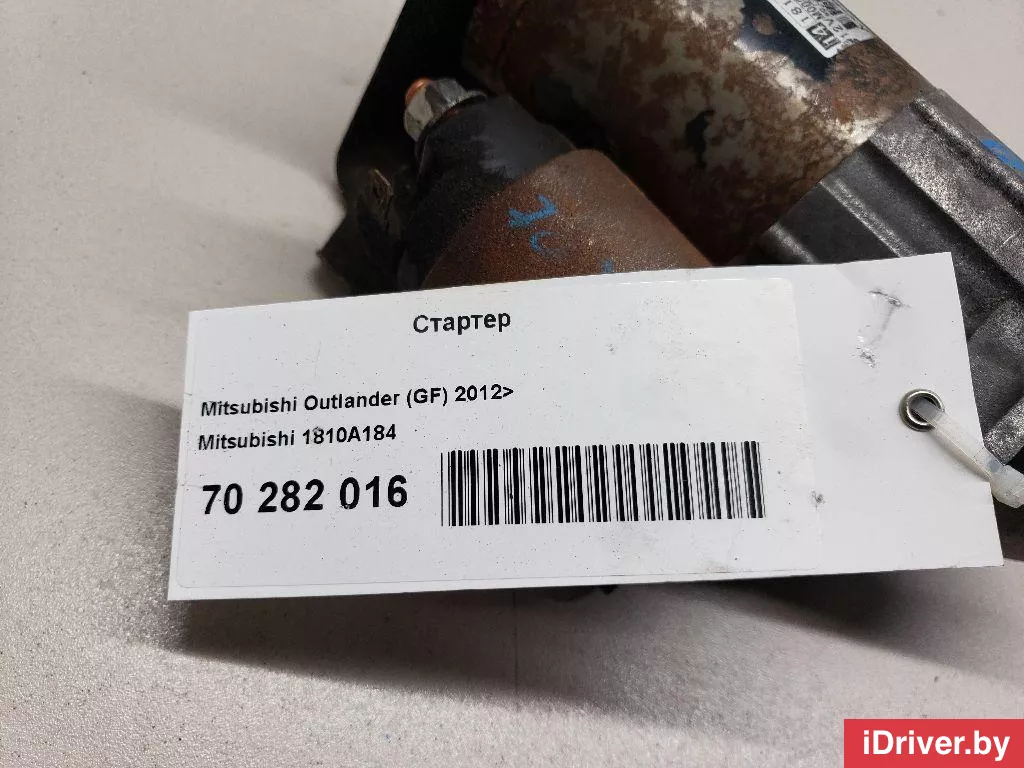 Стартер
Mitsubishi Outlander (GF) 2012>
Mitsubishi 1810A184
70 282 016
iDriver.by